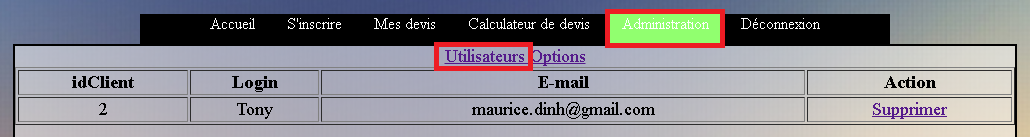 Accueil S'inscrire Mes devis Calculateur de devis Administration Déconnexion
Utilisateurs Options
idClient Login E-mail Action
2 Tony maurice.dinh@gmail.com Supprimer